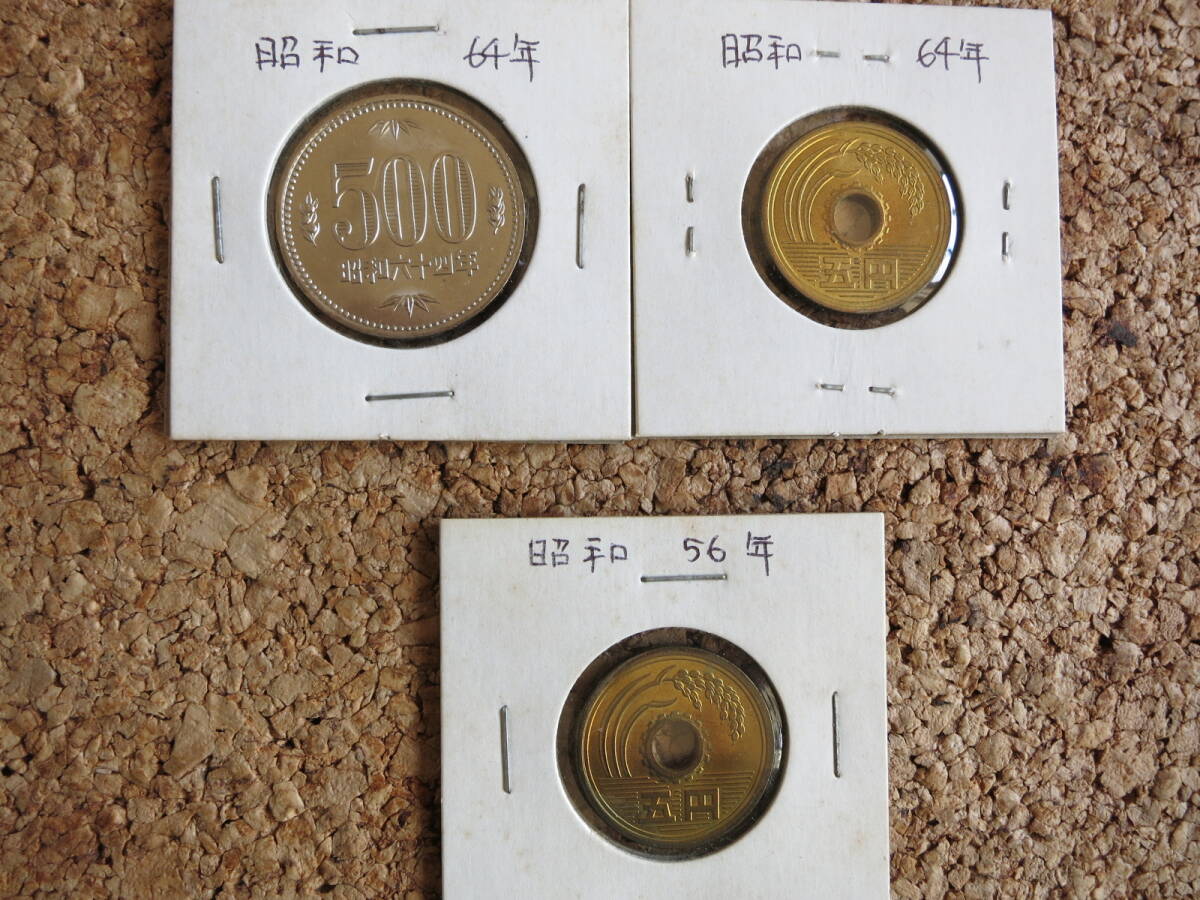 昭和 64年
500
昭和六十四年
昭和 64年
五円
昭和 56年
五円